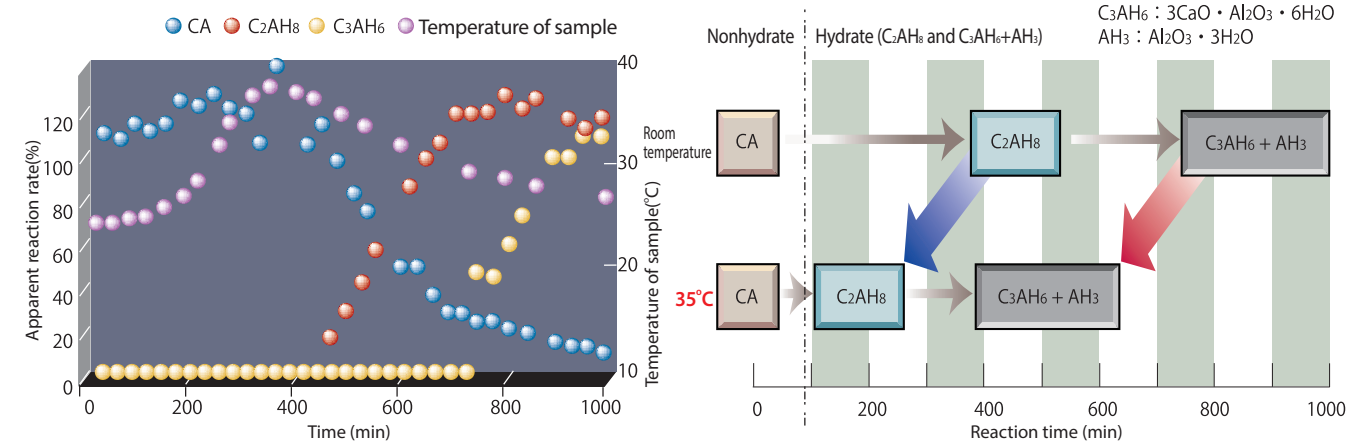 CA C2AH8 C3AH6 Temperature of sample
Apparent reaction rate(%)
120
100
80
60
40
20
0
0 200 400 600 800 1000
Time (min)
40
30
20
10
Temperature of sample(℃)
C3AH6：3CaO・Al2O3・6H2O
AH3：Al2O3・3H2O
Nonhydrate
Hydrate (C2AH8 and C3AH6+AH3)
Room
temperature
CA
C2AH8
C3AH6 + AH3
35℃
CA
C2AH8
C3AH6 + AH3
0 200 400 600 800 1000
Reaction time (min)